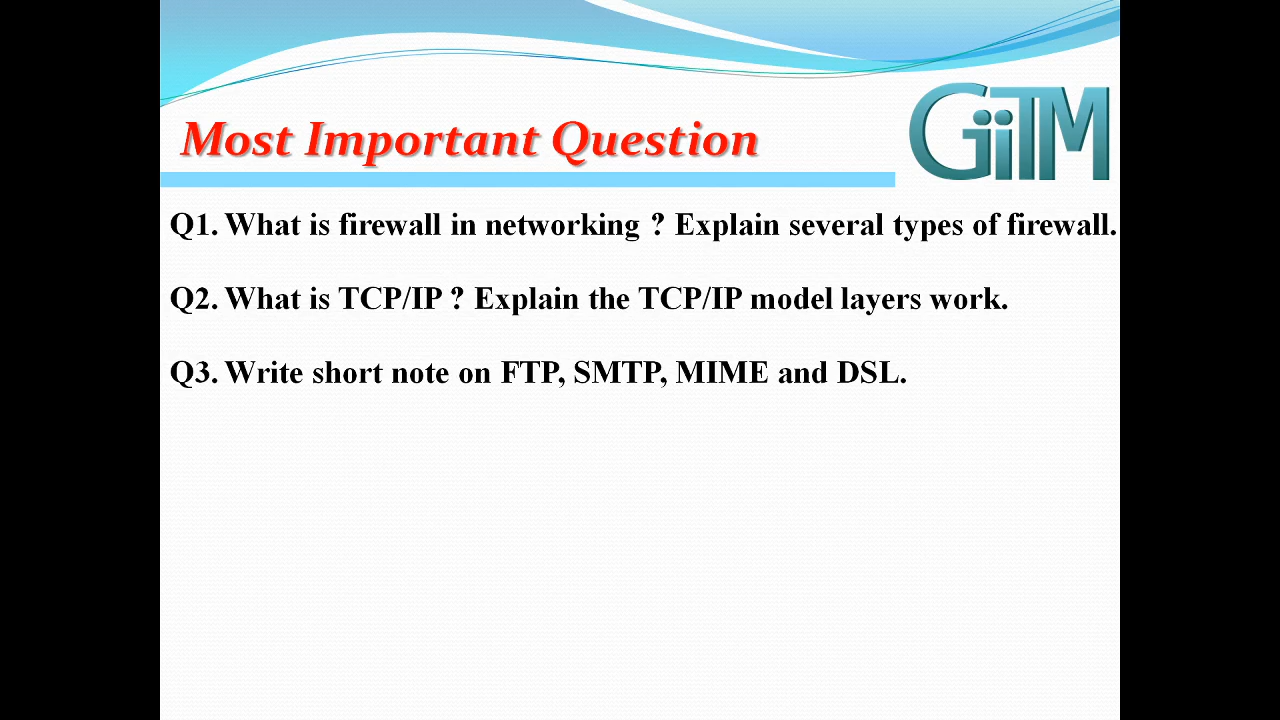 Most Important Question
GiiTM
Q1. What is firewall in networking ? Explain several types of firewall.
Q2. What is TCP/IP ? Explain the TCP/IP model layers work.
Q3. Write short note on FTP, SMTP, MIME and DSL.